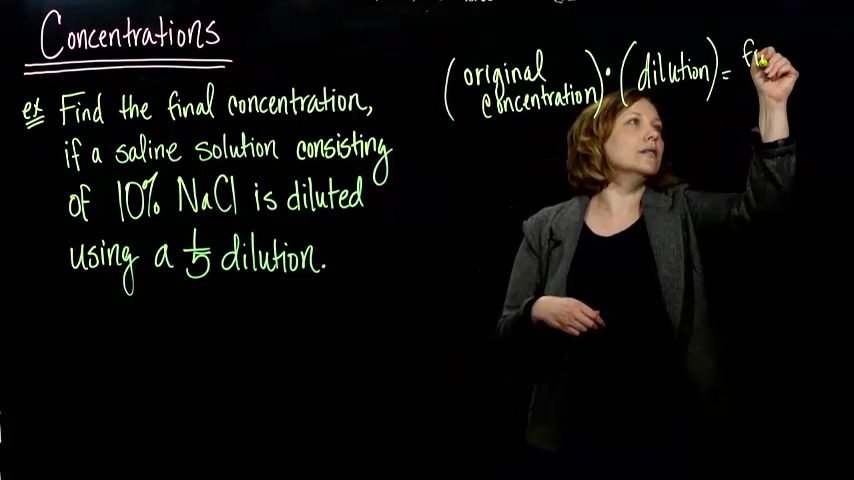 Concentrations
ex Find the final concentration,
if a saline solution consisting
of 10% NaCl is diluted
using a 1/5 dilution.
(original concentration) · (dilution) =